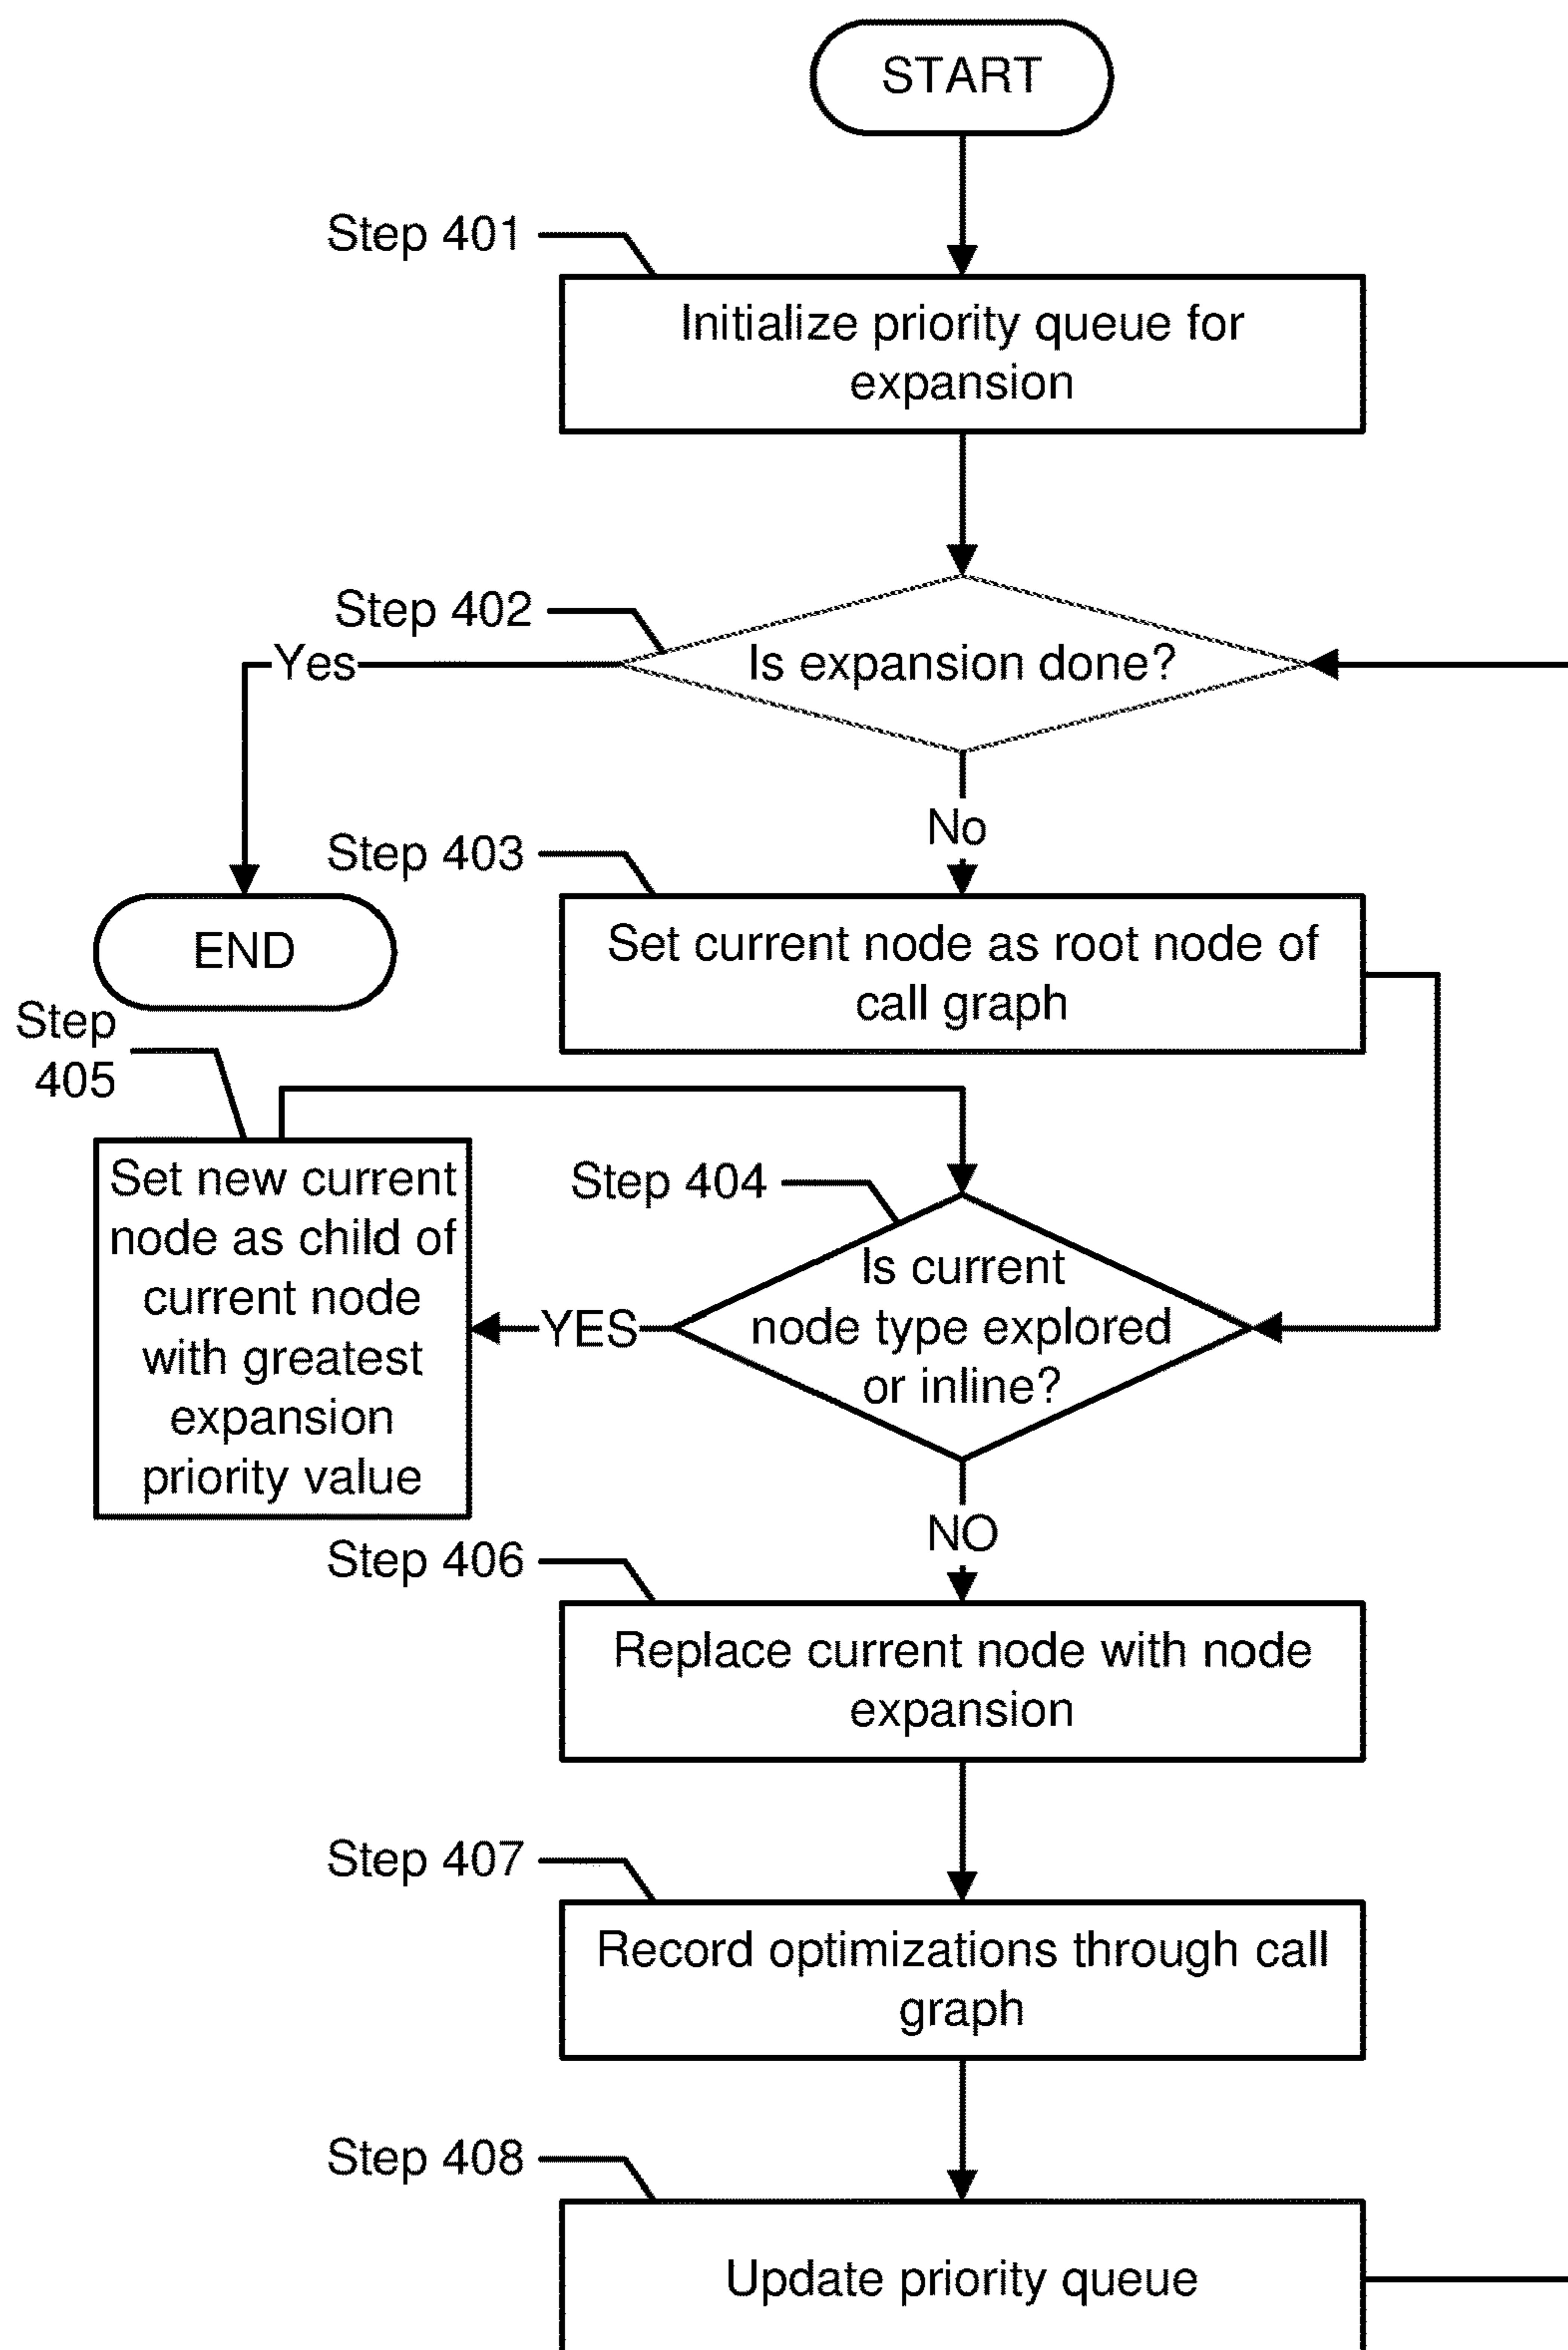 START
Step 401
Initialize priority queue for
expansion
Step 402
Is expansion done?
Yes
No
Step 403
END
Set current node as root node of
call graph
Step
405
Set new current
node as child of
current node
with greatest
expansion
priority value
Step 404
Is current
node type explored
or inline?
YES
NO
Step 406
Replace current node with node
expansion
Step 407
Record optimizations through call
graph
Step 408
Update priority queue